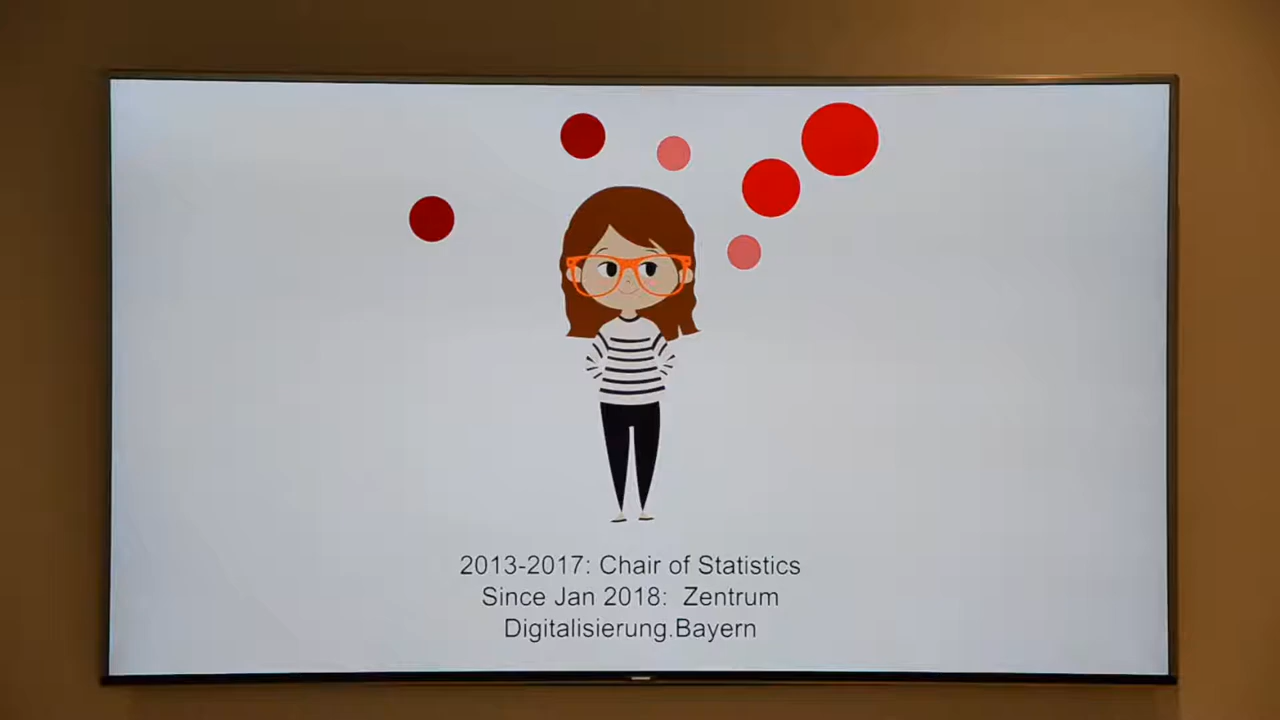 2013-2017: Chair of Statistics
Since Jan 2018: Zentrum
Digitalisierung.Bayern